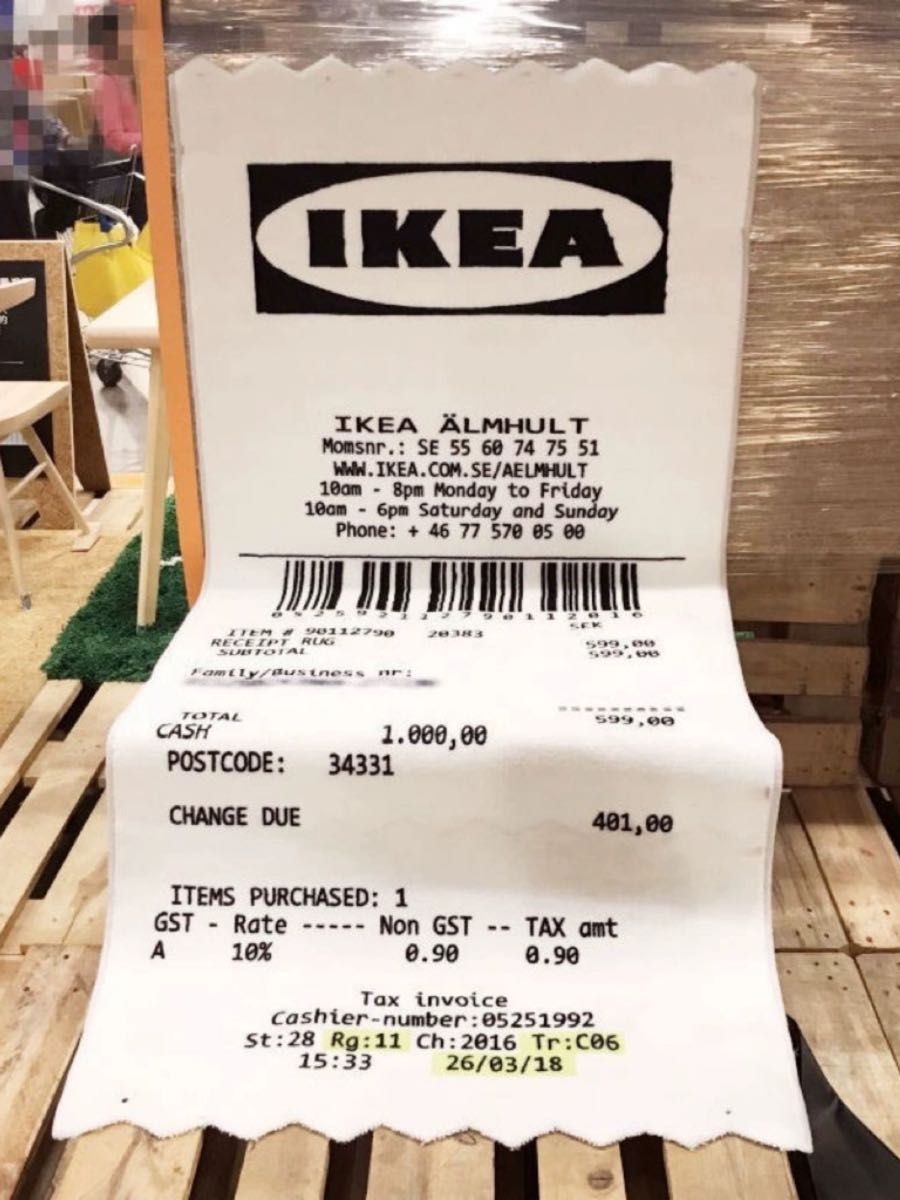 IKEA
IKEA ÄLMHULT
Momsnr.: SE 55 60 74 75 51
WWW.IKEA.COM.SE/AELMHULT
10am - 8pm Monday to Friday
10am - 6pm Saturday and Sunday
Phone: + 46 77 570 05 00
052592112790112016
SEK
ITEM # 90112790 20383
RECEIPT RUG 599,00
SUBTOTAL 599,00
Family/Business nr:
==========
TOTAL 599,00
CASH 1.000,00
POSTCODE: 34331
CHANGE DUE 401,00
ITEMS PURCHASED: 1
GST - Rate ----- Non GST -- TAX amt
A 10% 0.90 0.90
Tax invoice
Cashier-number:05251992
St:28 Rg:11 Ch:2016 Tr:C06
15:33 26/03/18